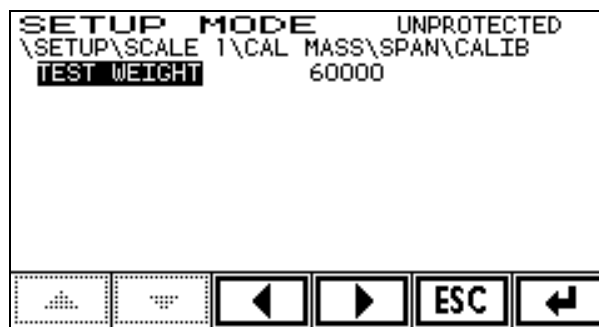 SETUP MODE UNPROTECTED
\SETUP\SCALE 1\CAL MASS\SPAN\CALIB
TEST WEIGHT 60000
ESC